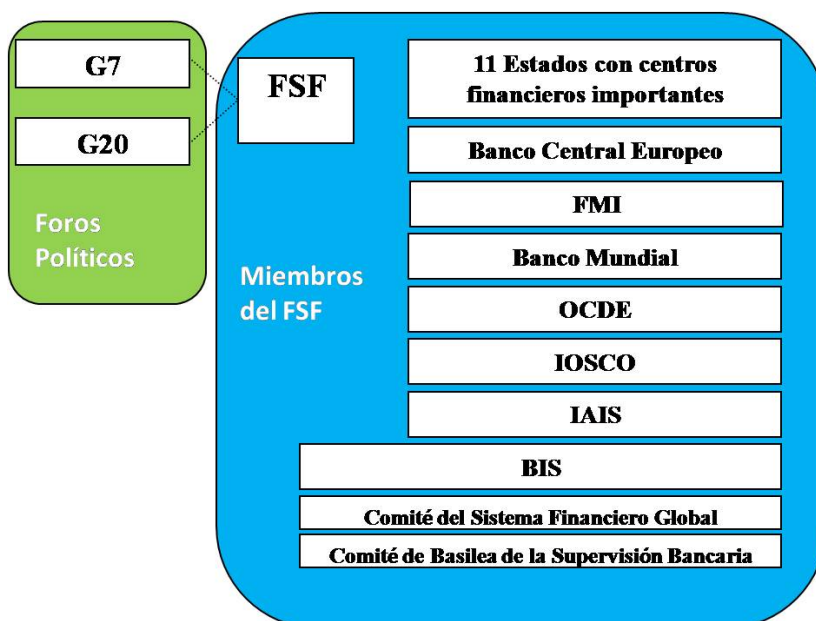 G7
G20
Foros
Políticos
FSF
Miembros
del FSF
11 Estados con centros
financieros importantes
Banco Central Europeo
FMI
Banco Mundial
OCDE
IOSCO
IAIS
BIS
Comité del Sistema Financiero Global
Comité de Basilea de la Supervisión Bancaria